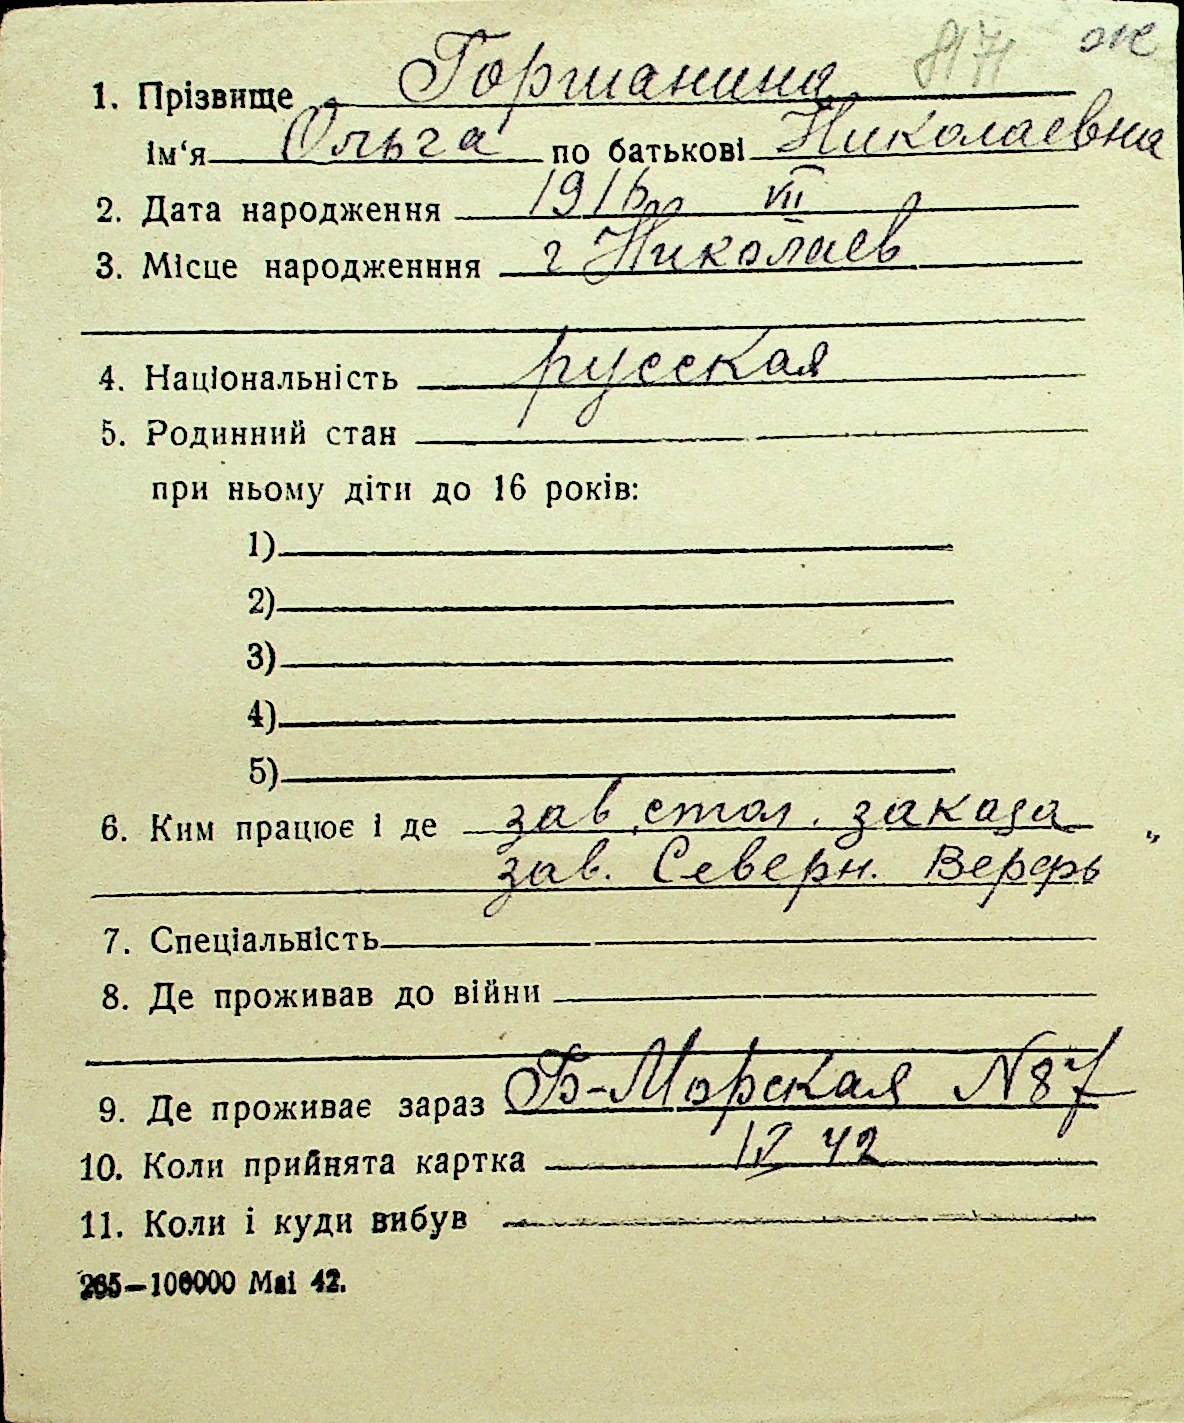 8171 же
1. Прізвище Горшанина
ім‘я Ольга по батькові Николаевна
2. Дата народження 1916 VII
3. Місце народженння г Николаев
4. Національність русская
5. Родинний стан
при ньому діти до 16 років:
1)
2)
3)
4)
5)
6. Ким працює і де зав. стол. заказа
зав. Северн. Верфь "
7. Спеціальність
8. Де проживав до війни
9. Де проживає зараз Б-Морская N 87
10. Коли прийнята картка 42
11. Коли і куди вибув
265—100000 Маі 42.